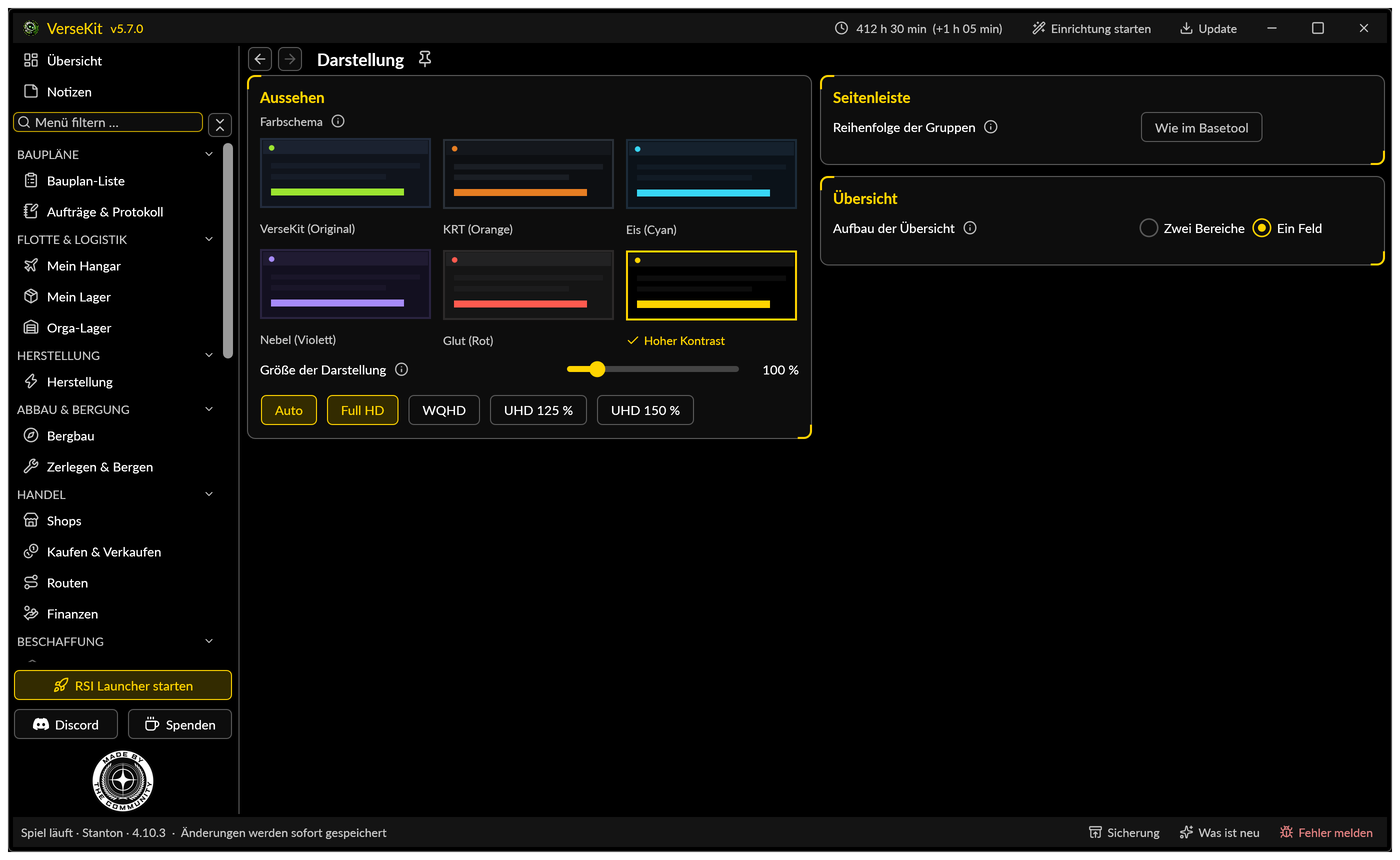 VerseKit v5.7.0
412 h 30 min (+1 h 05 min)
Einrichtung starten
Update
Übersicht
Notizen
Menü filtern ...
BAUPLÄNE
Bauplan-Liste
Aufträge & Protokoll
FLOTTE & LOGISTIK
Mein Hangar
Mein Lager
Orga-Lager
HERSTELLUNG
Herstellung
ABBAU & BERGUNG
Bergbau
Zerlegen & Bergen
HANDEL
Shops
Kaufen & Verkaufen
Routen
Finanzen
BESCHAFFUNG
RSI Launcher starten
Discord
Spenden
MADE BY
THE COMMUNITY
Darstellung
Aussehen
Farbschema
VerseKit (Original)
KRT (Orange)
Eis (Cyan)
Nebel (Violett)
Glut (Rot)
Hoher Kontrast
Größe der Darstellung
100 %
Auto
Full HD
WQHD
UHD 125 %
UHD 150 %
Seitenleiste
Reihenfolge der Gruppen
Wie im Basetool
Übersicht
Aufbau der Übersicht
Zwei Bereiche
Ein Feld
Spiel läuft · Stanton · 4.10.3 · Änderungen werden sofort gespeichert
Sicherung
Was ist neu
Fehler melden